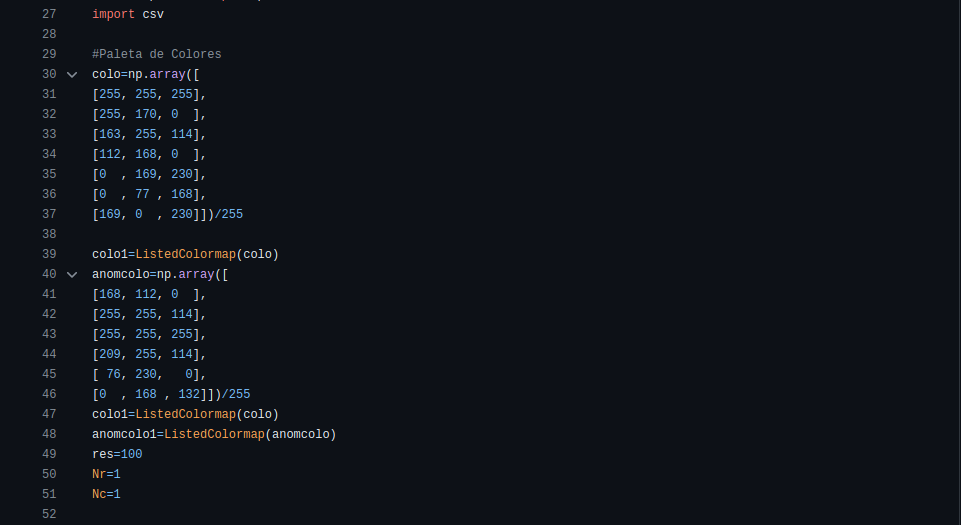 27 import csv
28
29 #Paleta de Colores
30 colo=np.array([
31 [255, 255, 255],
32 [255, 170, 0  ],
33 [163, 255, 114],
34 [112, 168, 0  ],
35 [0  , 169, 230],
36 [0  , 77 , 168],
37 [169, 0  , 230]])/255
38
39 colo1=ListedColormap(colo)
40 anomcolo=np.array([
41 [168, 112, 0  ],
42 [255, 255, 114],
43 [255, 255, 255],
44 [209, 255, 114],
45 [ 76, 230,   0],
46 [0  , 168 , 132]])/255
47 colo1=ListedColormap(colo)
48 anomcolo1=ListedColormap(anomcolo)
49 res=100
50 Nr=1
51 Nc=1
52